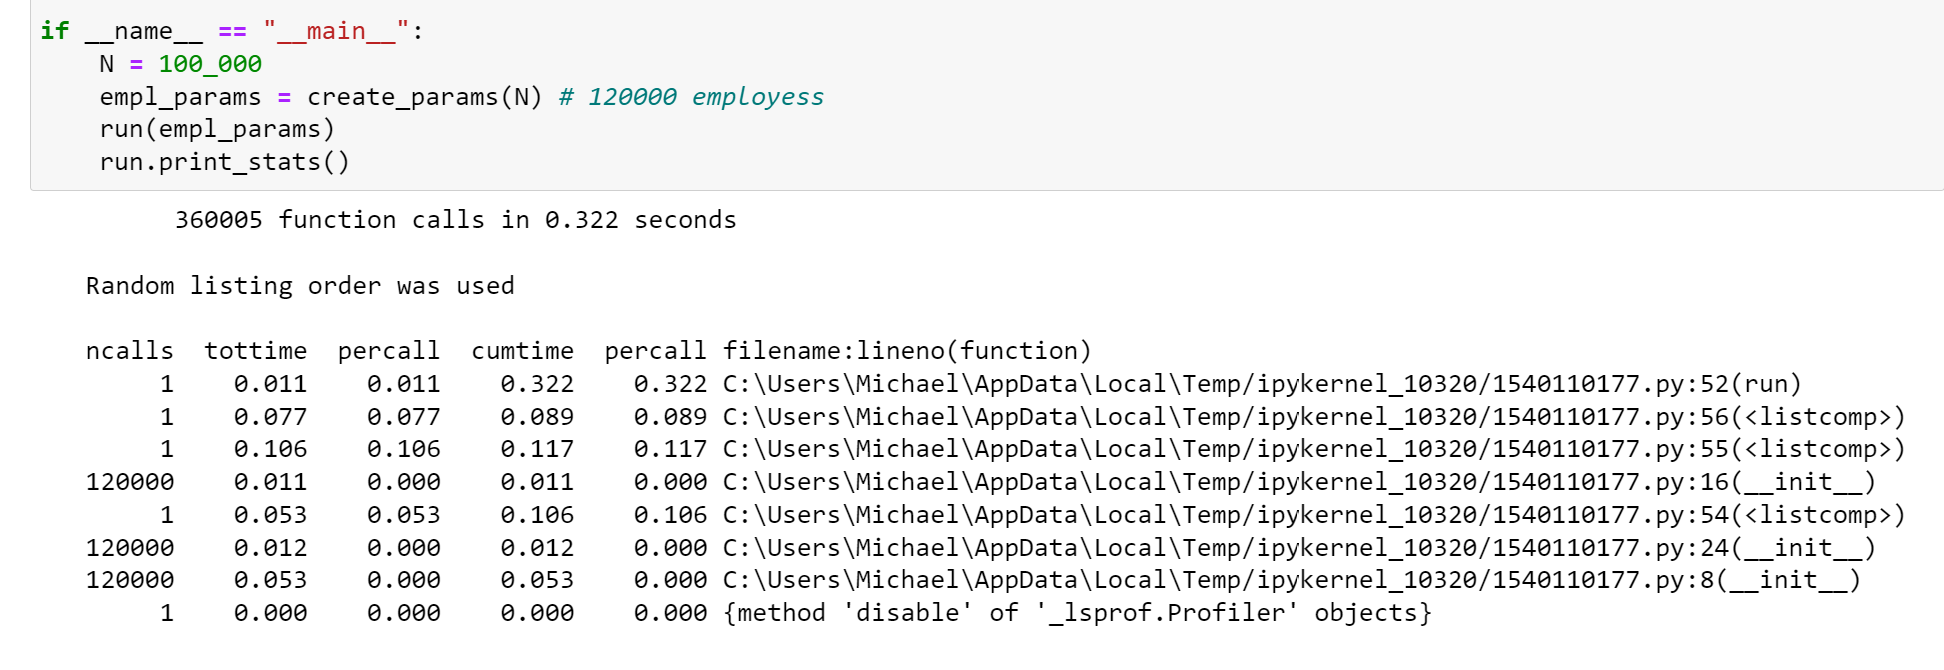 if __name__ == "__main__":
    N = 100_000
    empl_params = create_params(N) # 120000 employess
    run(empl_params)
    run.print_stats()
360005 function calls in 0.322 seconds
Random listing order was used
ncalls  tottime  percall  cumtime  percall filename:lineno(function)
     1    0.011    0.011    0.322    0.322 C:\Users\Michael\AppData\Local\Temp/ipykernel_10320/1540110177.py:52(run)
     1    0.077    0.077    0.089    0.089 C:\Users\Michael\AppData\Local\Temp/ipykernel_10320/1540110177.py:56(<listcomp>)
     1    0.106    0.106    0.117    0.117 C:\Users\Michael\AppData\Local\Temp/ipykernel_10320/1540110177.py:55(<listcomp>)
120000    0.011    0.000    0.011    0.000 C:\Users\Michael\AppData\Local\Temp/ipykernel_10320/1540110177.py:16(__init__)
     1    0.053    0.053    0.106    0.106 C:\Users\Michael\AppData\Local\Temp/ipykernel_10320/1540110177.py:54(<listcomp>)
120000    0.012    0.000    0.012    0.000 C:\Users\Michael\AppData\Local\Temp/ipykernel_10320/1540110177.py:24(__init__)
120000    0.053    0.000    0.053    0.000 C:\Users\Michael\AppData\Local\Temp/ipykernel_10320/1540110177.py:8(__init__)
     1    0.000    0.000    0.000    0.000 {method 'disable' of '_lsprof.Profiler' objects}